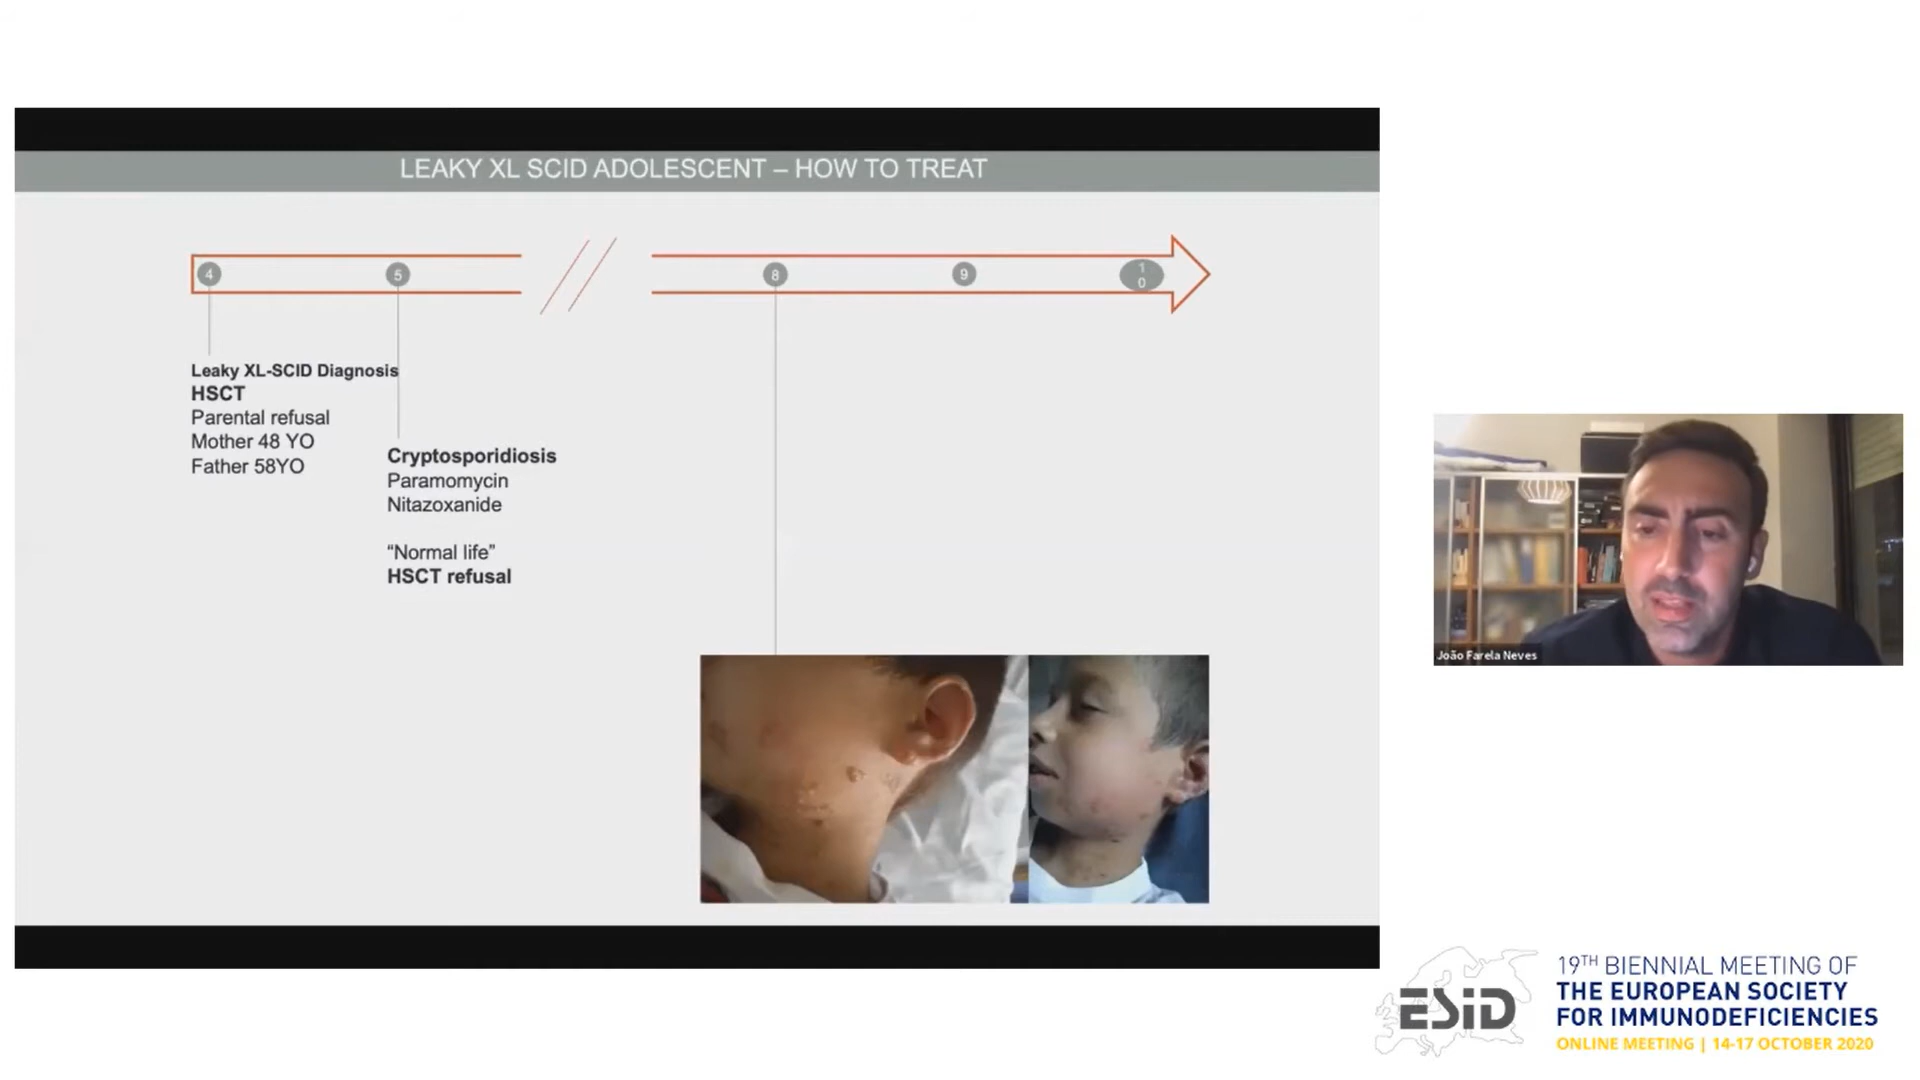 LEAKY XL SCID ADOLESCENT – HOW TO TREAT
4
5
8
9
1
0
Leaky XL-SCID Diagnosis
HSCT
Parental refusal
Mother 48 YO
Father 58YO
Cryptosporidiosis
Paramomycin
Nitazoxanide
“Normal life”
HSCT refusal
João Farela Neves
ESiD
19TH BIENNIAL MEETING OF
THE EUROPEAN SOCIETY
FOR IMMUNODEFICIENCIES
ONLINE MEETING | 14-17 OCTOBER 2020